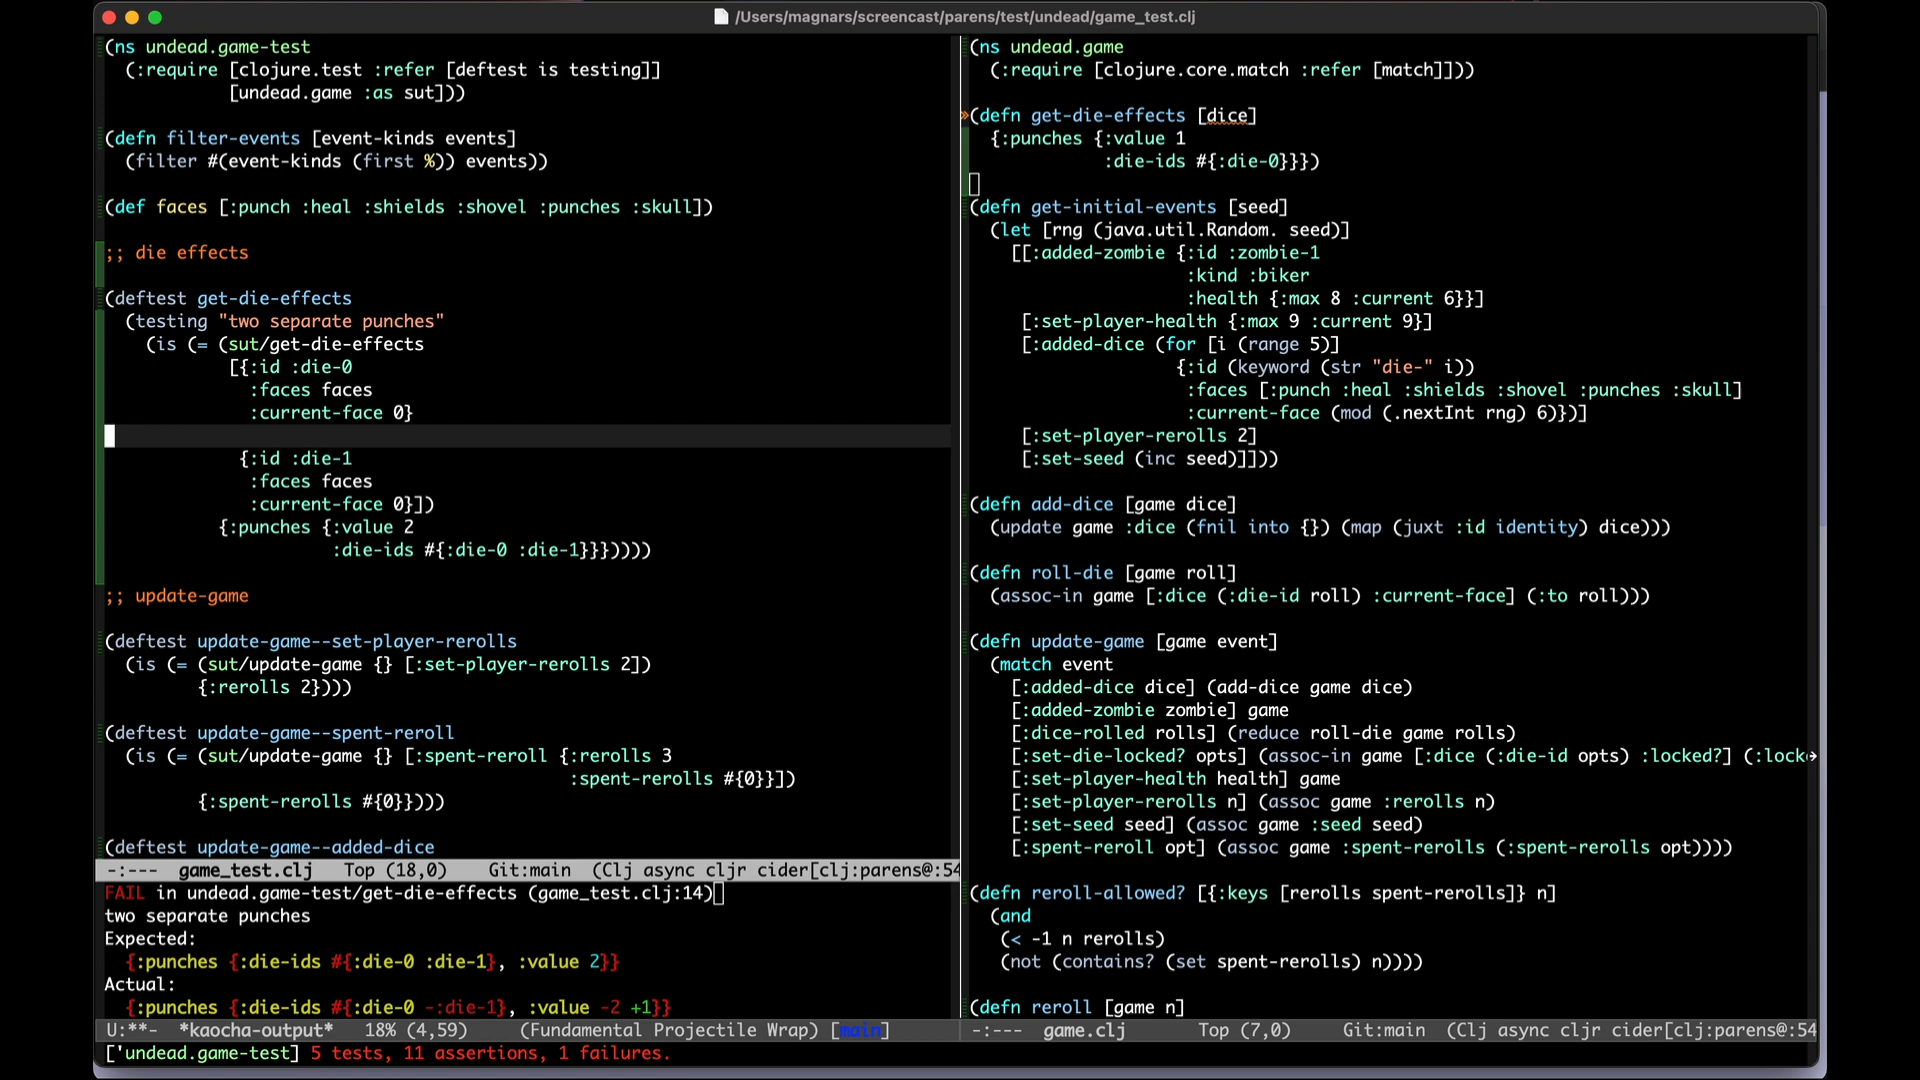 /Users/magnars/screencast/parens/test/undead/game_test.clj
(ns undead.game-test
  (:require [clojure.test :refer [deftest is testing]]
            [undead.game :as sut]))
(defn filter-events [event-kinds events]
  (filter #(event-kinds (first %)) events))
(def faces [:punch :heal :shields :shovel :punches :skull])
;; die effects
(deftest get-die-effects
  (testing "two separate punches"
    (is (= (sut/get-die-effects
            [{:id :die-0
              :faces faces
              :current-face 0}
             {:id :die-1
              :faces faces
              :current-face 0}])
           {:punches {:value 2
                      :die-ids #{:die-0 :die-1}}}))))
;; update-game
(deftest update-game--set-player-rerolls
  (is (= (sut/update-game {} [:set-player-rerolls 2])
         {:rerolls 2})))
(deftest update-game--spent-reroll
  (is (= (sut/update-game {} [:spent-reroll {:rerolls 3
                                             :spent-rerolls #{0}}])
         {:spent-rerolls #{0}})))
(deftest update-game--added-dice
-:---  game_test.clj   Top (18,0)    Git:main  (Clj async cljr cider[clj:parens@:54
FAIL in undead.game-test/get-die-effects (game_test.clj:14)
two separate punches
Expected:
  {:punches {:die-ids #{:die-0 :die-1}, :value 2}}
Actual:
  {:punches {:die-ids #{:die-0 -:die-1}, :value -2 +1}}
U:**-  *kaocha-output*   18% (4,59)     (Fundamental Projectile Wrap) [main]
['undead.game-test] 5 tests, 11 assertions, 1 failures.
(ns undead.game
  (:require [clojure.core.match :refer [match]]))
»(defn get-die-effects [dice]
  {:punches {:value 1
             :die-ids #{:die-0}}})
(defn get-initial-events [seed]
  (let [rng (java.util.Random. seed)]
    [[:added-zombie {:id :zombie-1
                     :kind :biker
                     :health {:max 8 :current 6}}]
     [:set-player-health {:max 9 :current 9}]
     [:added-dice (for [i (range 5)]
                    {:id (keyword (str "die-" i))
                     :faces [:punch :heal :shields :shovel :punches :skull]
                     :current-face (mod (.nextInt rng) 6)})]
     [:set-player-rerolls 2]
     [:set-seed (inc seed)]]))
(defn add-dice [game dice]
  (update game :dice (fnil into {}) (map (juxt :id identity) dice)))
(defn roll-die [game roll]
  (assoc-in game [:dice (:die-id roll) :current-face] (:to roll)))
(defn update-game [game event]
  (match event
    [:added-dice dice] (add-dice game dice)
    [:added-zombie zombie] game
    [:dice-rolled rolls] (reduce roll-die game rolls)
    [:set-die-locked? opts] (assoc-in game [:dice (:die-id opts) :locked?] (:lock→
    [:set-player-health health] game
    [:set-player-rerolls n] (assoc game :rerolls n)
    [:set-seed seed] (assoc game :seed seed)
    [:spent-reroll opt] (assoc game :spent-rerolls (:spent-rerolls opt))))
(defn reroll-allowed? [{:keys [rerolls spent-rerolls]} n]
  (and
   (< -1 n rerolls)
   (not (contains? (set spent-rerolls) n))))
(defn reroll [game n]
-:---  game.clj       Top (7,0)     Git:main  (Clj async cljr cider[clj:parens@:54